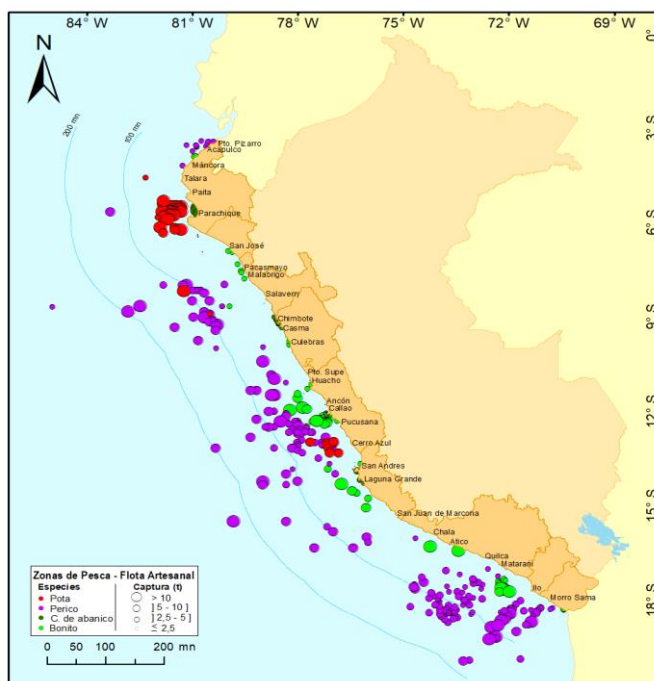 84° W 81° W 78° W 75° W 72° W 69° W
0°
N
3° S
6° S
9° S
12° S
15° S
18° S
200 mn
100 mn
Pto. Pizarro
Acapulco
Máncora
Talara
Paita
Parachique
San José
Pacasmayo
Malabrigo
Salaverry
Chimbote
Casma
Culebras
Pto. Supe
Huacho
Ancón
Callao
Pucusana
Cerro Azul
San Andres
Laguna Grande
San Juan de Marcona
Chala
Atico
Quilca
Matarani
Ilo
Morro Sama
Zonas de Pesca - Flota Artesanal
Especies Captura (t)
Pota > 10
Perico ] 5 - 10 ]
C. de abanico ] 2,5 - 5 ]
Bonito ≤ 2,5
0 50 100 200 mn